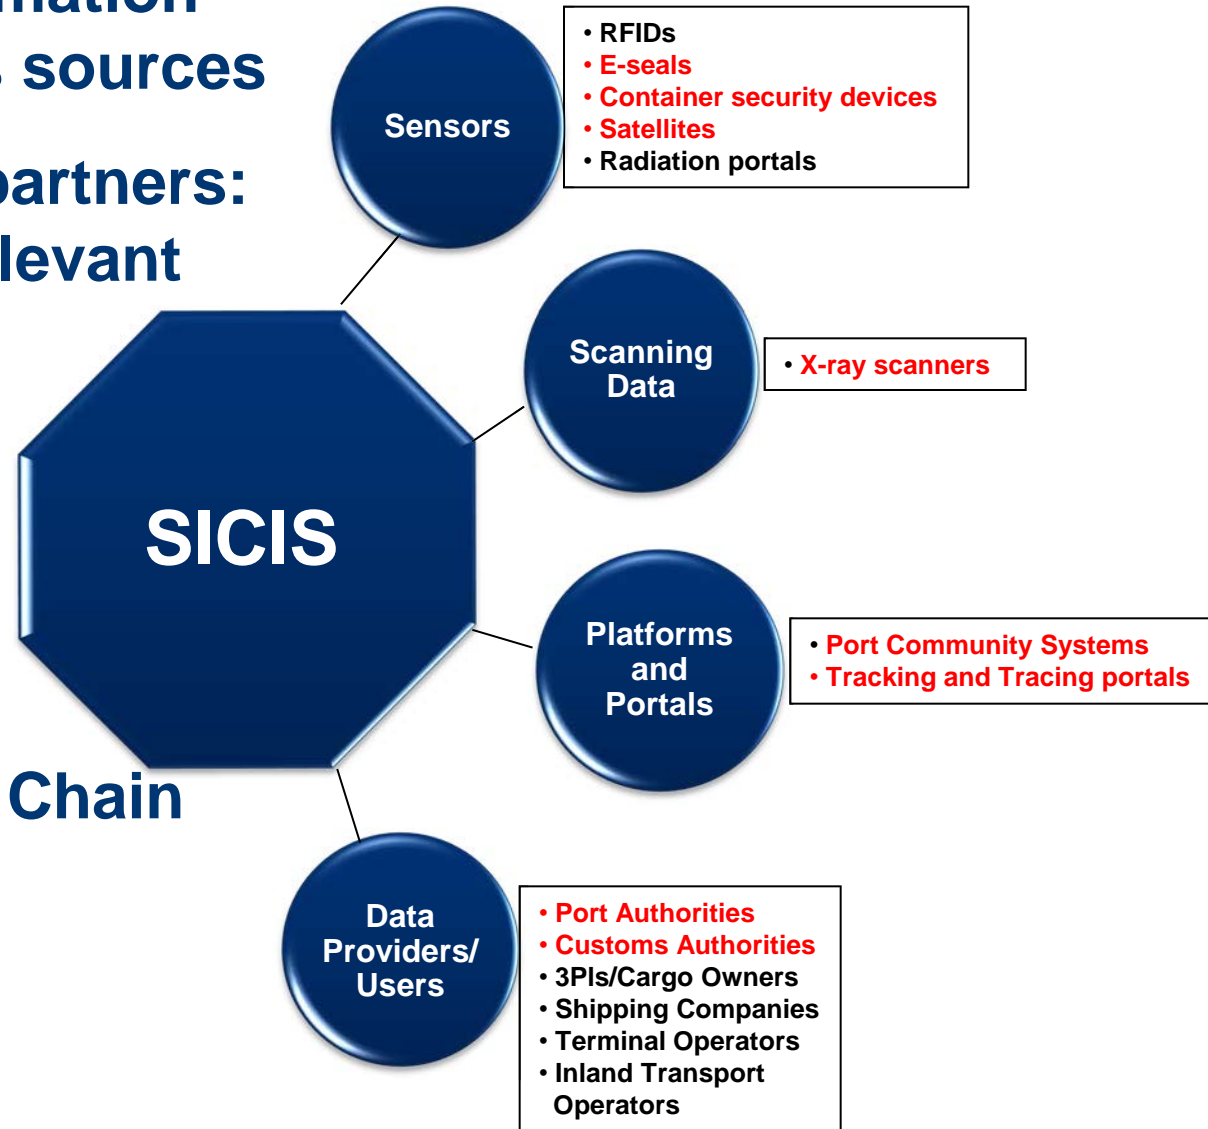 mation
s sources
partners:
levant
Chain
Sensors
• RFIDs
• E-seals
• Container security devices
• Satellites
• Radiation portals
Scanning
Data
• X-ray scanners
SICIS
Platforms
and
Portals
• Port Community Systems
• Tracking and Tracing portals
Data
Providers/
Users
• Port Authorities
• Customs Authorities
• 3Pls/Cargo Owners
• Shipping Companies
• Terminal Operators
• Inland Transport
Operators